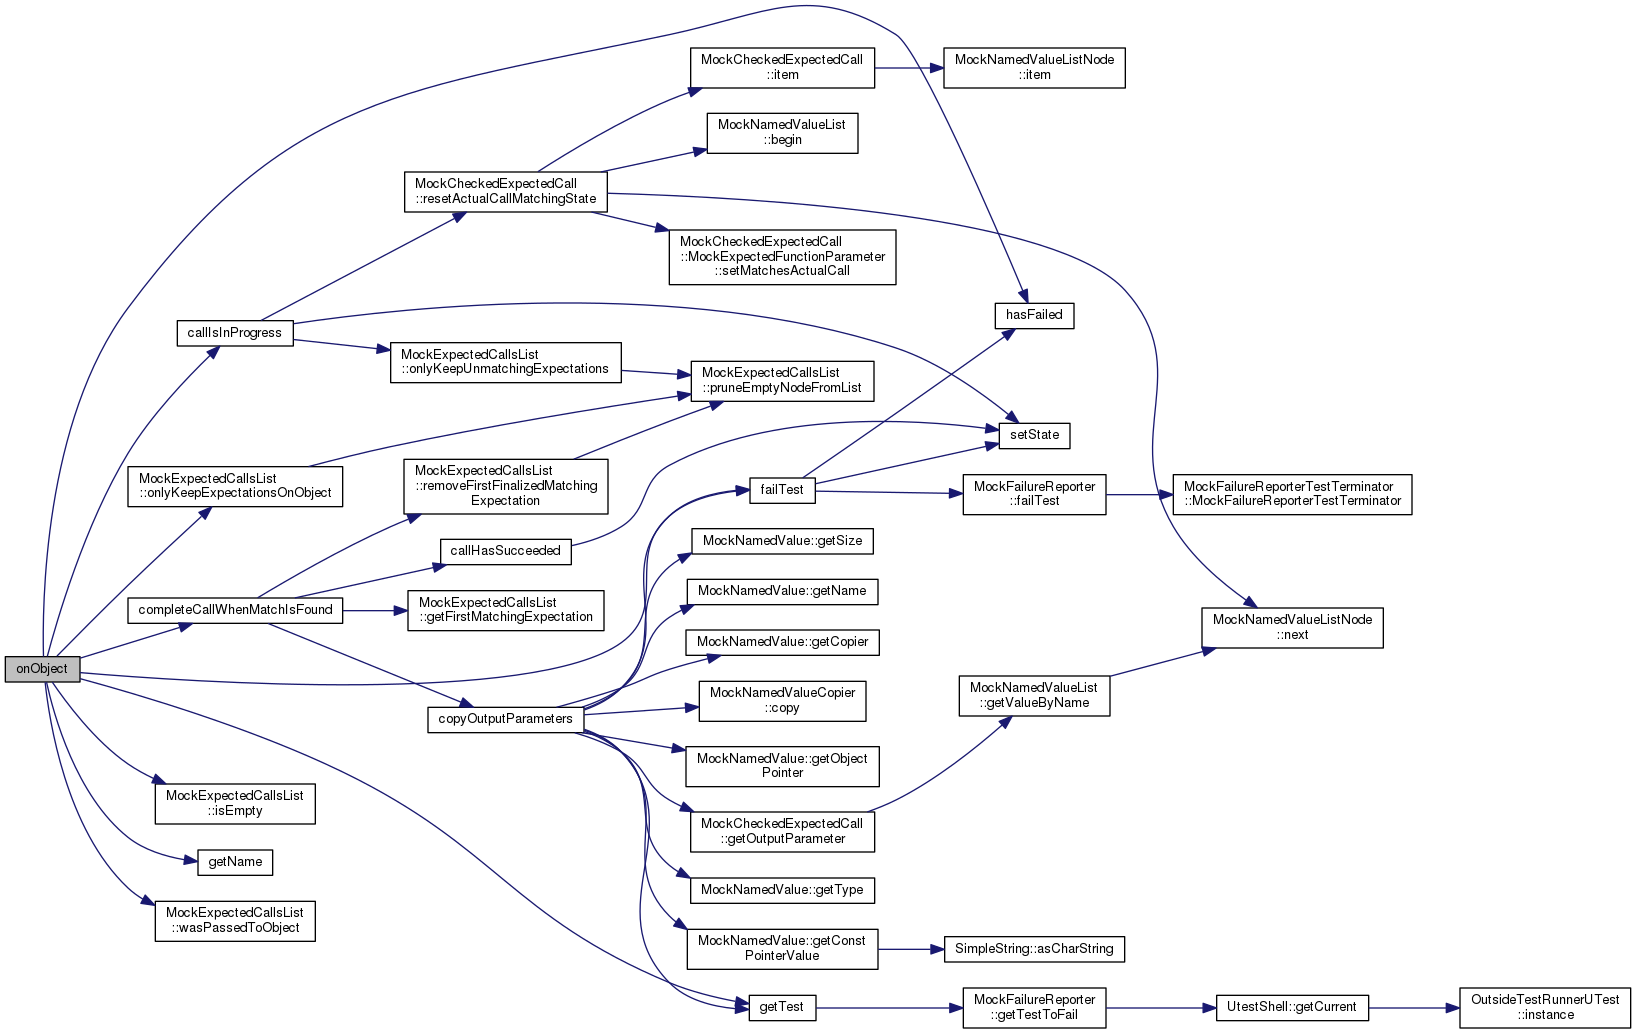 MockCheckedExpectedCall
::item
MockNamedValueListNode
::item
MockNamedValueList
::begin
MockCheckedExpectedCall
::resetActualCallMatchingState
MockCheckedExpectedCall
::MockExpectedFunctionParameter
::setMatchesActualCall
hasFailed
callIsInProgress
MockExpectedCallsList
::onlyKeepUnmatchingExpectations
MockExpectedCallsList
::pruneEmptyNodeFromList
setState
MockExpectedCallsList
::onlyKeepExpectationsOnObject
MockExpectedCallsList
::removeFirstFinalizedMatching
Expectation
failTest
MockFailureReporter
::failTest
MockFailureReporterTestTerminator
::MockFailureReporterTestTerminator
callHasSucceeded
MockNamedValue::getSize
completeCallWhenMatchIsFound
MockExpectedCallsList
::getFirstMatchingExpectation
MockNamedValue::getName
MockNamedValue::getCopier
MockNamedValueListNode
::next
onObject
copyOutputParameters
MockNamedValueCopier
::copy
MockNamedValueList
::getValueByName
MockNamedValue::getObject
Pointer
MockExpectedCallsList
::isEmpty
MockCheckedExpectedCall
::getOutputParameter
getName
MockNamedValue::getType
MockExpectedCallsList
::wasPassedToObject
MockNamedValue::getConst
PointerValue
SimpleString::asCharString
getTest
MockFailureReporter
::getTestToFail
UtestShell::getCurrent
OutsideTestRunnerUTest
::instance